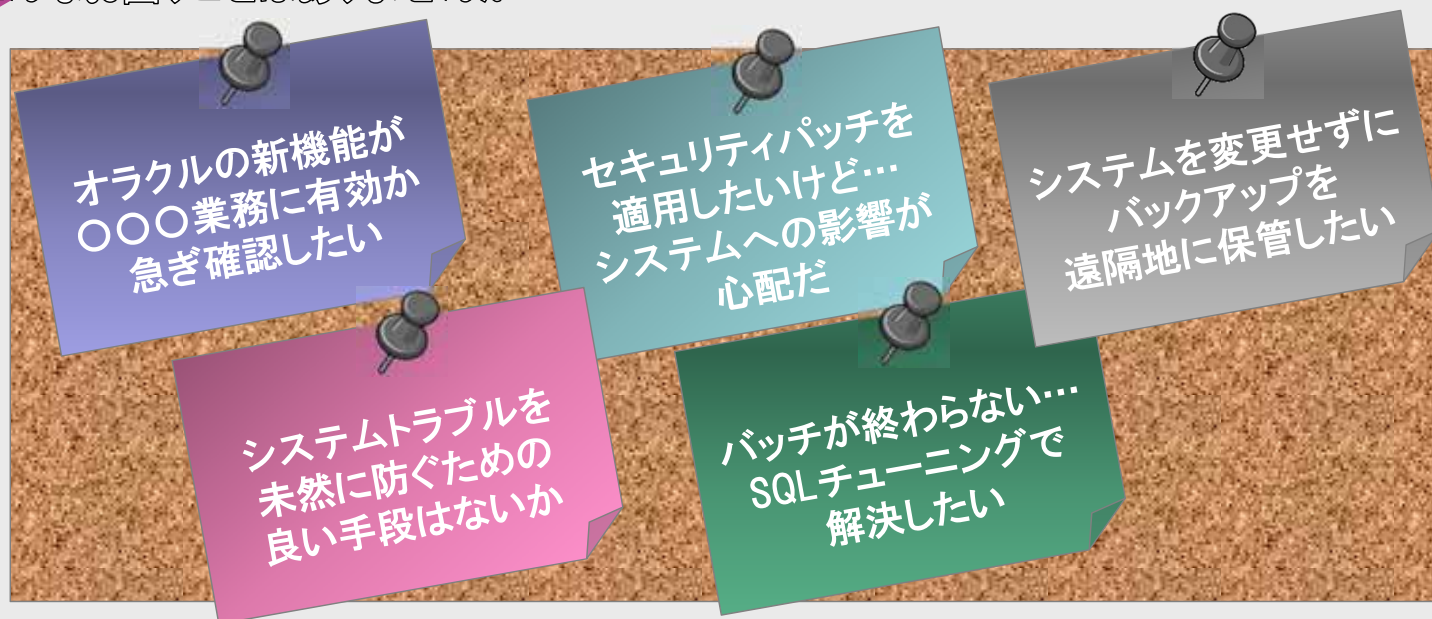 オラクルの新機能が
〇〇〇業務に有効か
急ぎ確認したい
セキュリティパッチを
適用したいけど…
システムへの影響が
心配だ
システムを変更せずに
バックアップを
遠隔地に保管したい
システムトラブルを
未然に防ぐための
良い手段はないか
バッチが終わらない…
SQLチューニングで
解決したい